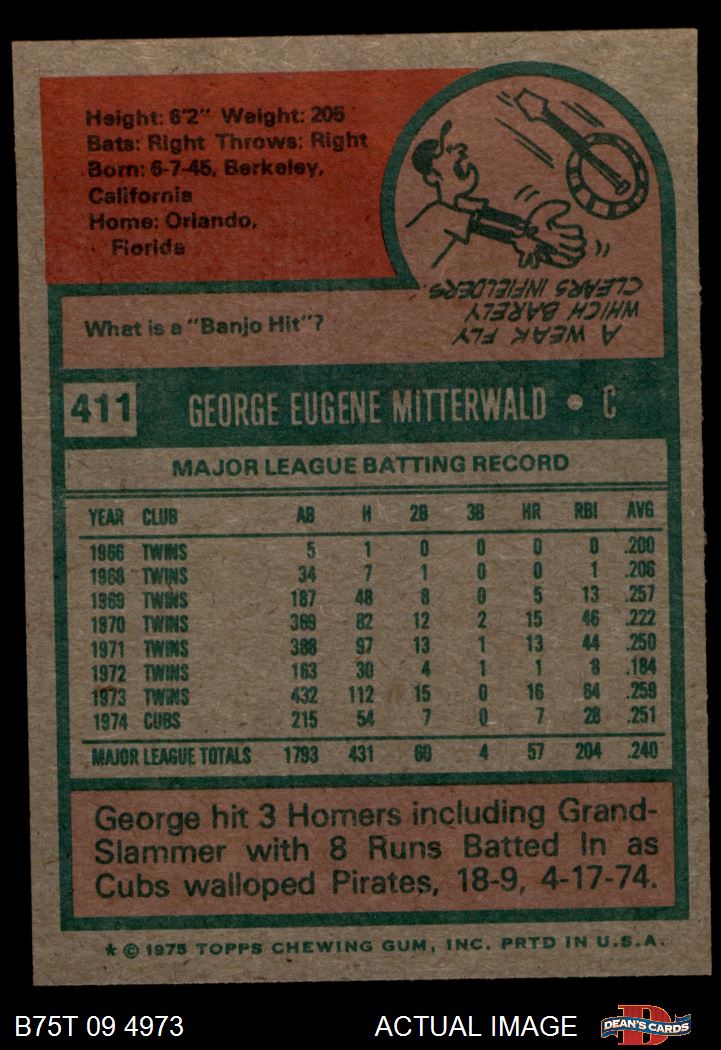 Height: 6'2" Weight: 205
Bats: Right Throws: Right
Born: 6-7-45, Berkeley,
California
Home: Orlando,
Florida
What is a "Banjo Hit"?
A WEAK FLY
WHICH BARELY
CLEARS INFIELDERS.
411 GEORGE EUGENE MITTERWALD • C
MAJOR LEAGUE BATTING RECORD
YEAR CLUB AB H 2B 3B HR RBI AVG
1966 TWINS 5 1 0 0 0 0 .200
1968 TWINS 34 7 1 0 0 1 .206
1969 TWINS 187 48 8 0 5 13 .257
1970 TWINS 369 82 12 2 15 46 .222
1971 TWINS 388 97 13 1 13 44 .250
1972 TWINS 163 30 4 1 1 8 .184
1973 TWINS 432 112 15 0 16 64 .259
1974 CUBS 215 54 7 0 7 28 .251
MAJOR LEAGUE TOTALS 1793 431 60 4 57 204 .240
George hit 3 Homers including Grand-
Slammer with 8 Runs Batted In as
Cubs walloped Pirates, 18-9, 4-17-74.
★ © 1975 TOPPS CHEWING GUM, INC. PRTD IN U.S.A.
B75T 09 4973 ACTUAL IMAGE D DEAN'S CARDS